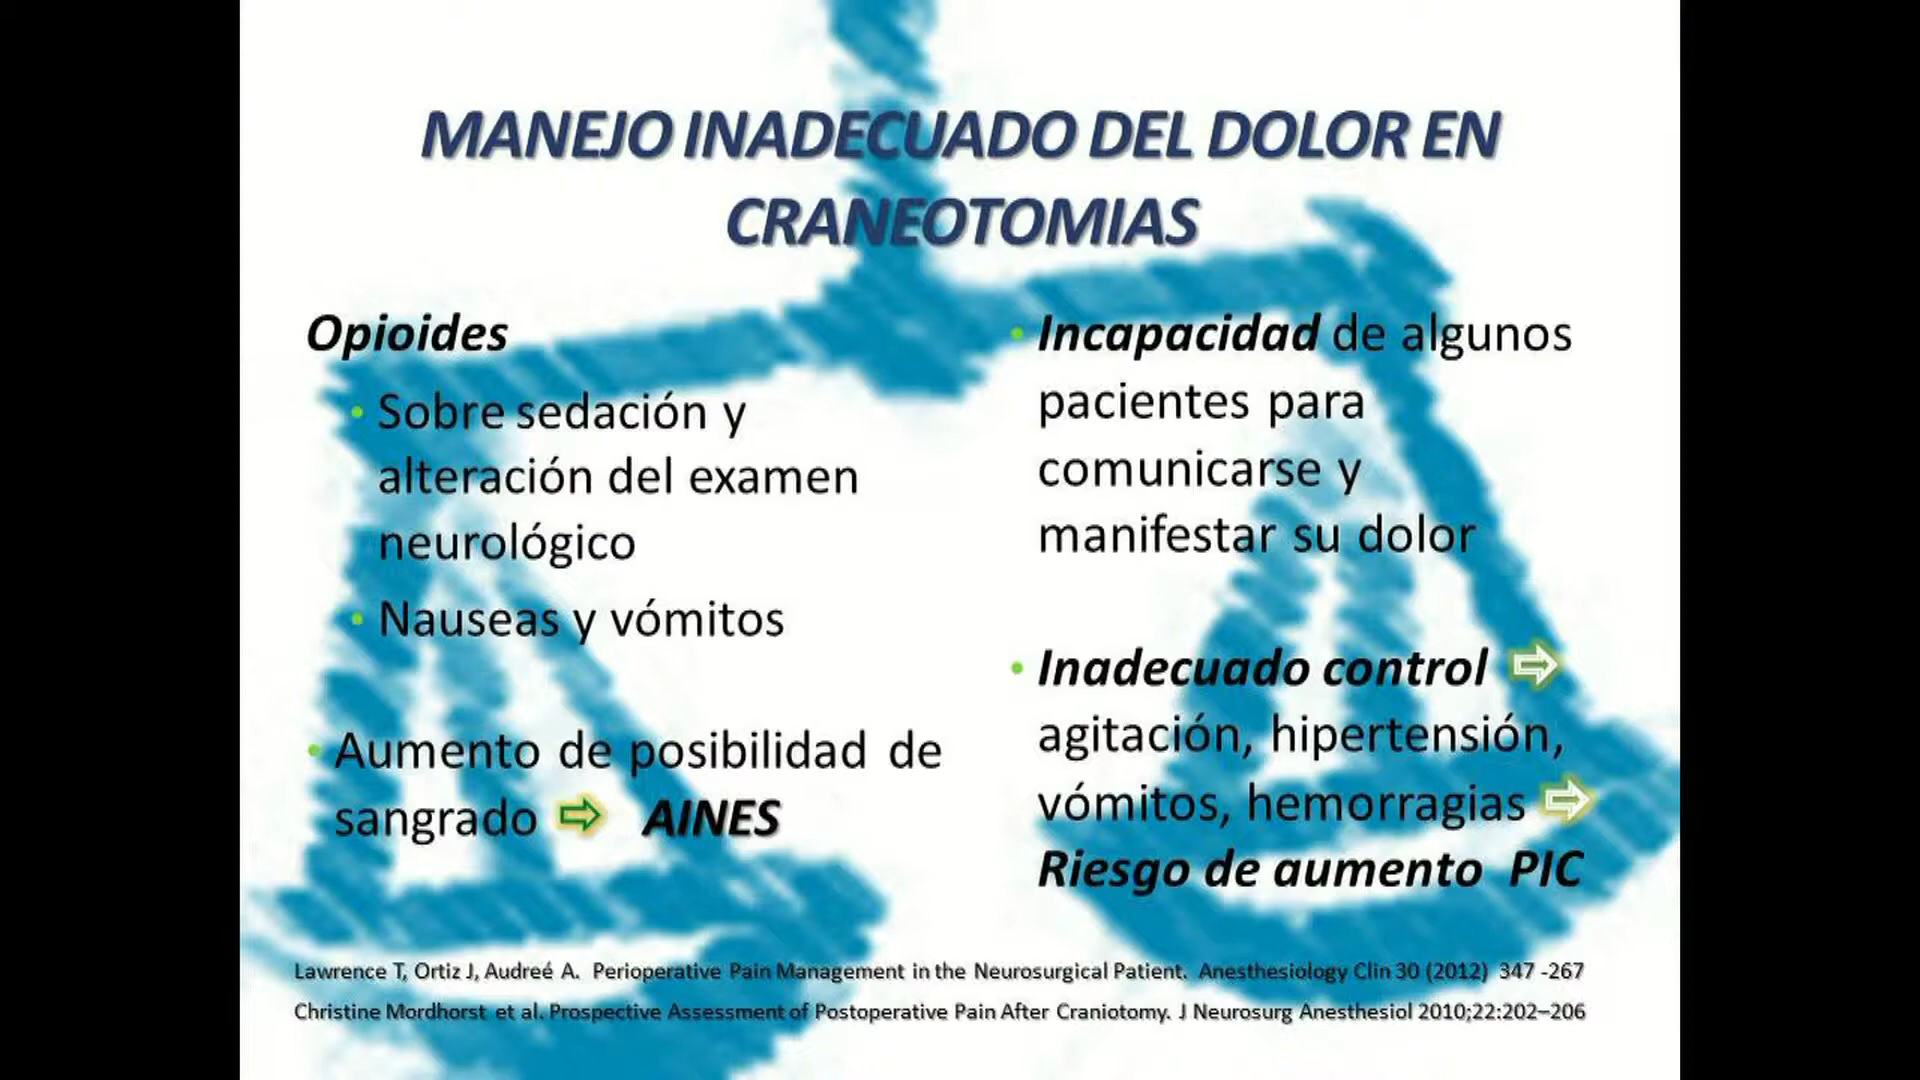 MANEJO INADECUADO DEL DOLOR EN
CRANEOTOMIAS
Opioides
• Sobre sedación y
alteración del examen
neurológico
• Nauseas y vómitos
• Aumento de posibilidad de
sangrado ⇨ AINES
• Incapacidad de algunos
pacientes para
comunicarse y
manifestar su dolor
• Inadecuado control ⇨
agitación, hipertensión,
vómitos, hemorragias ⇨
Riesgo de aumento PIC
Lawrence T, Ortiz J, Audreé A. Perioperative Pain Management in the Neurosurgical Patient. Anesthesiology Clin 30 (2012) 347 -267
Christine Mordhorst et al. Prospective Assessment of Postoperative Pain After Craniotomy. J Neurosurg Anesthesiol 2010;22:202–206